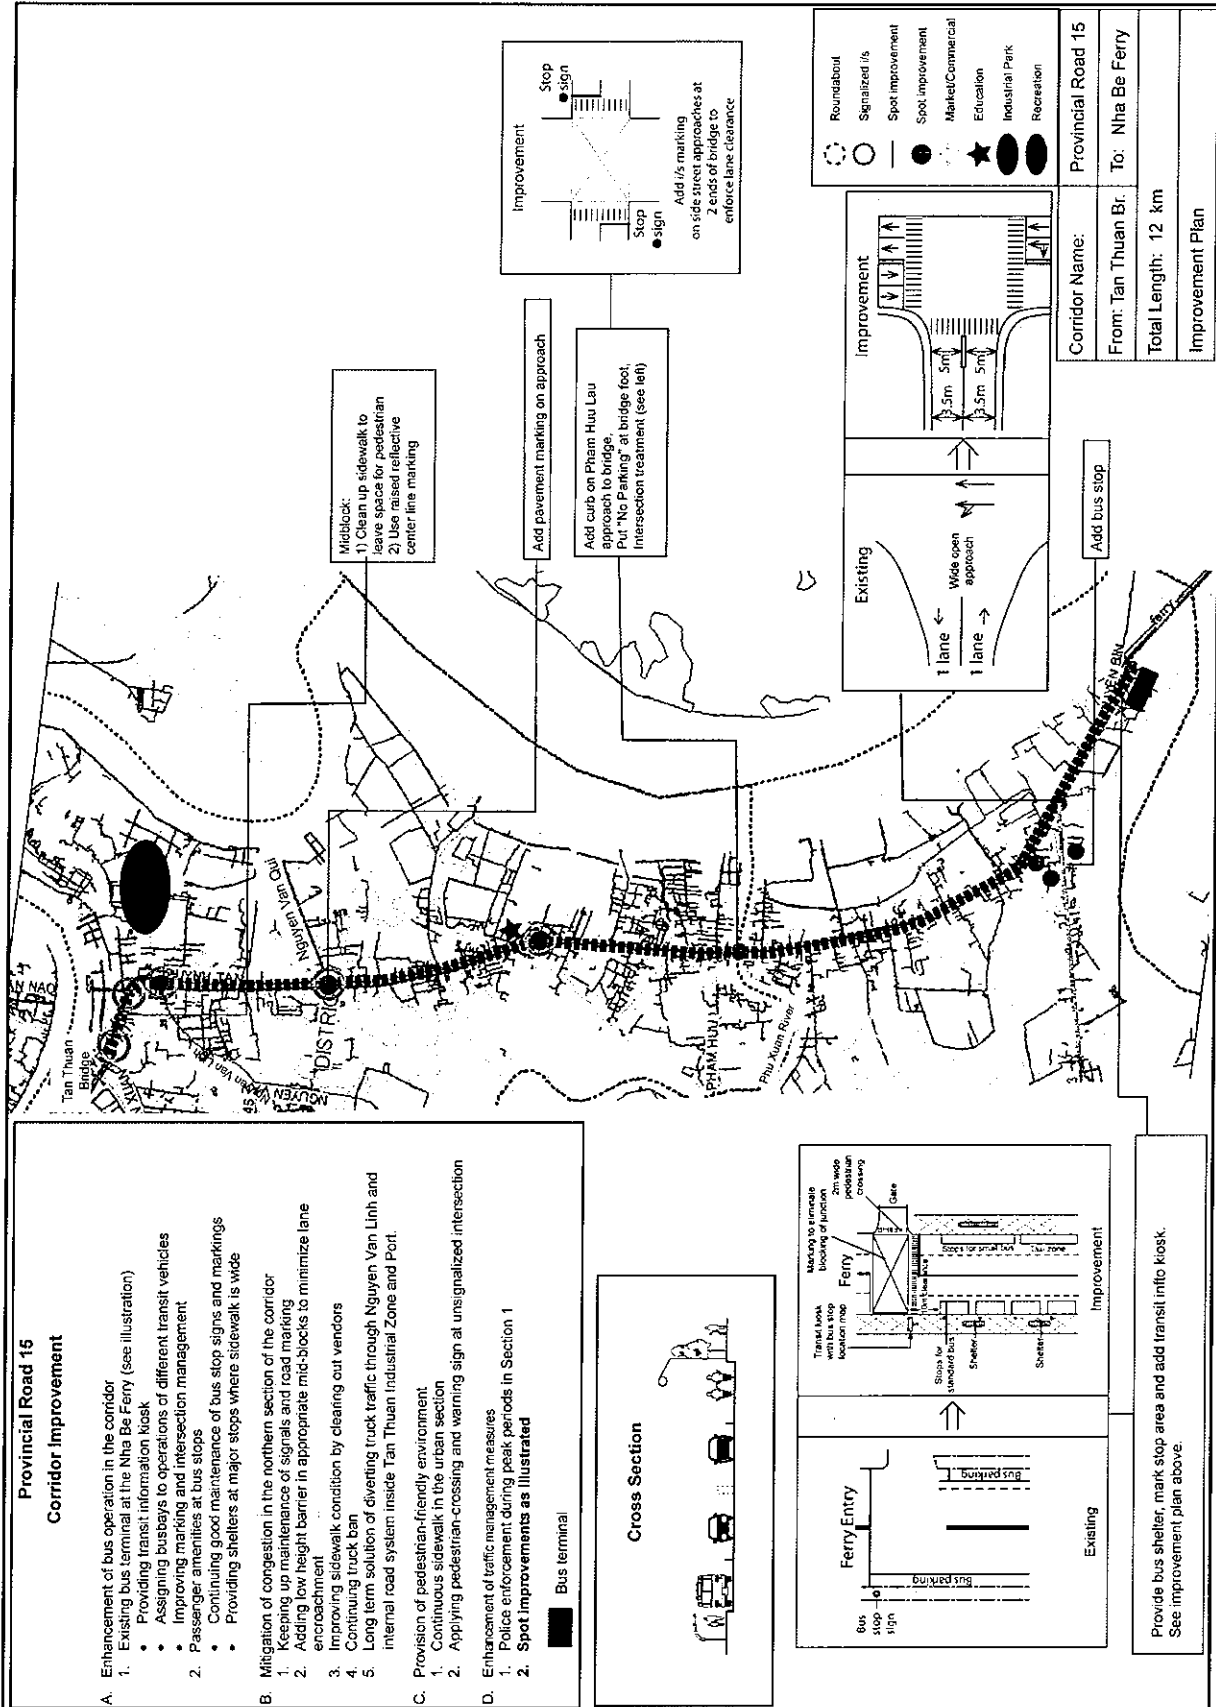 Provincial Road 15
Corridor Improvement
A. Enhancement of bus operation in the corridor
1. Existing bus terminal at the Nha Be Ferry (see illustration)
• Providing transit information kiosk
• Assigning busbays to operations of different transit vehicles
• Improving marking and intersection management
2. Passenger amenities at bus stops
• Continuing good maintenance of bus stop signs and markings
• Providing shelters at major stops where sidewalk is wide
B. Mitigation of congestion in the northern section of the corridor
1. Keeping up maintenance of signals and road marking
2. Adding low height barrier in appropriate mid-blocks to minimize lane
encroachment
3. Improving sidewalk condition by clearing out vendors
4. Continuing truck ban
5. Long term solution of diverting truck traffic through Nguyen Van Linh and
internal road system inside Tan Thuan Industrial Zone and Port.
C. Provision of pedestrian-friendly environment
1. Continuous sidewalk in the urban section
2. Applying pedestrian-crossing and warning sign at unsignalized intersection
D. Enhancement of traffic management measures
1. Police enforcement during peak periods in Section 1
2. Spot improvements as Illustrated
Bus terminal
Cross Section
Ferry Entry
Bus
stop
sign
Bus parking
Bus parking
Existing
Marking to eliminate
blocking of junction
2m wide
pedestrian
crossing
Gate
Ferry
Transit kiosk
with bus stop
location map
Stops for
standard bus
Shelter
Shelter
Stops for small bus
Taxi zone
Improvement
Provide bus shelter, mark stop area and add transit infto kiosk.
See improvement plan above.
Tan Thuan
Bridge
Nguyen Van Linh
NGUYEN
DISTRIC
Nguyen Van Qui
PHAM HUU L
Phu Xuan River
ferry
Midblock:
1) Clean up sidewalk to
leave space for pedestrian
2) Use raised reflective
center line marking
Add pavement marking on approach
Add curb on Pham Huu Lau
approach to bridge,
Put "No Parking" at bridge foot,
Intersection treatment (see left)
Improvement
Stop
sign
Stop
sign
Add i/s marking
on side street approaches at
2 ends of bridge to
enforce lane clearance
Existing
1 lane
1 lane
Wide open
approach
Improvement
3.5m
5m
3.5m
5m
Add bus stop
Roundabout
Signalized i/s
Spot improvement
Spot improvement
Market/Commercial
Education
Industrial Park
Recreation
Corridor Name: Provincial Road 15
From: Tan Thuan Br. To: Nha Be Ferry
Total Length: 12 km
Improvement Plan